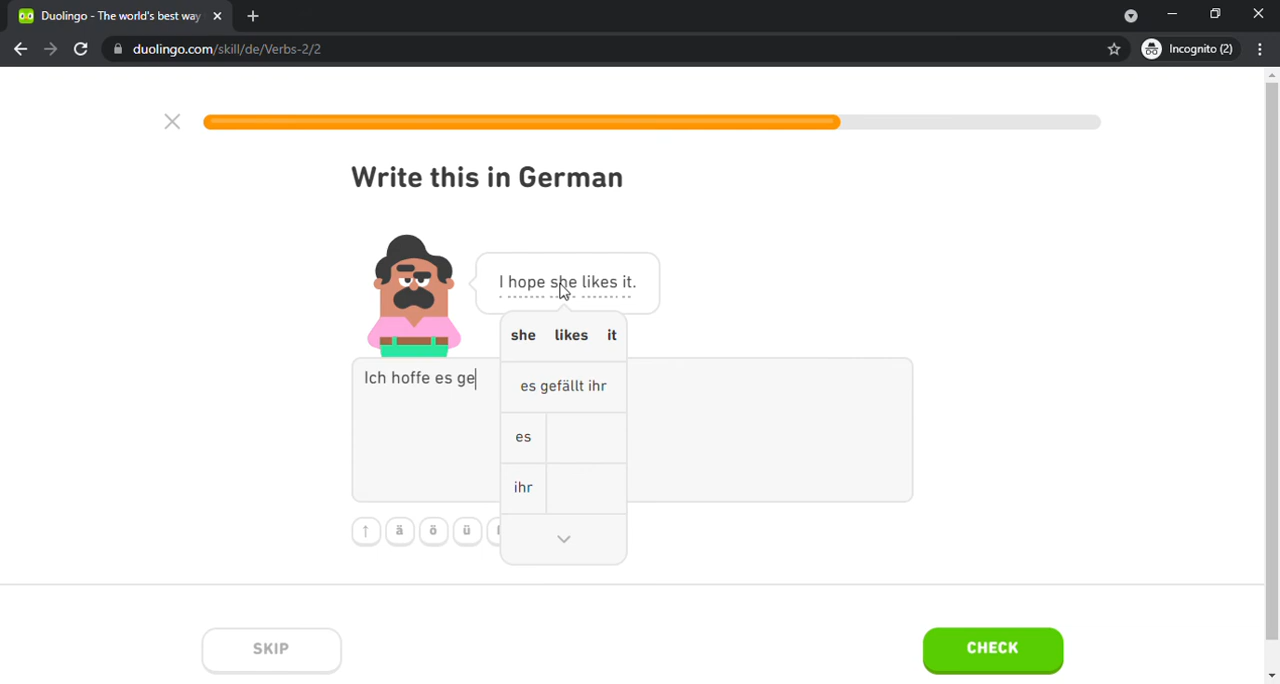 Duolingo - The world's best way
duolingo.com/skill/de/Verbs-2/2
Incognito (2)
Write this in German
I hope she likes it.
she likes it
es gefällt ihr
es
ihr
Ich hoffe es ge
↑ ä ö ü
SKIP
CHECK